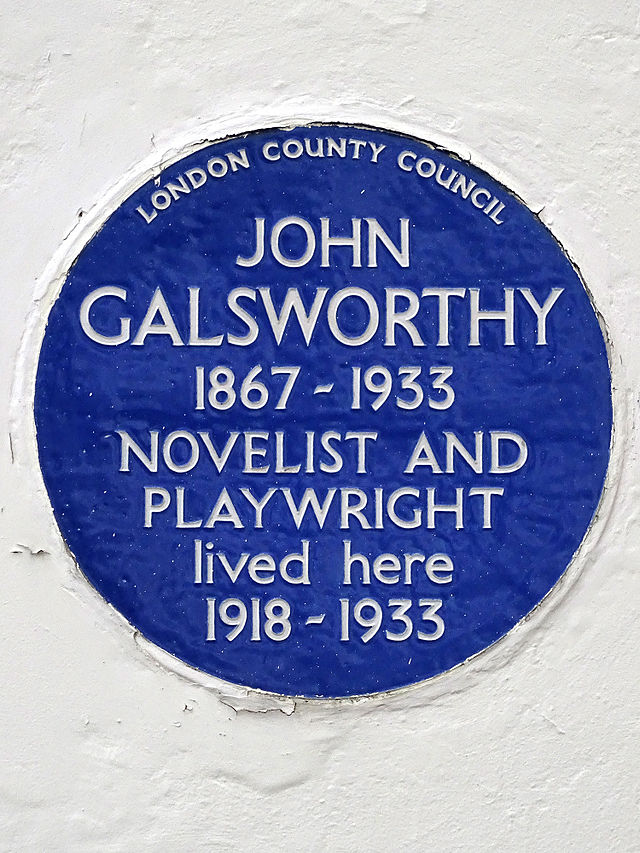 LONDON COUNTY COUNCIL
JOHN
GALSWORTHY
1867 - 1933
NOVELIST AND
PLAYWRIGHT
lived here
1918 - 1933